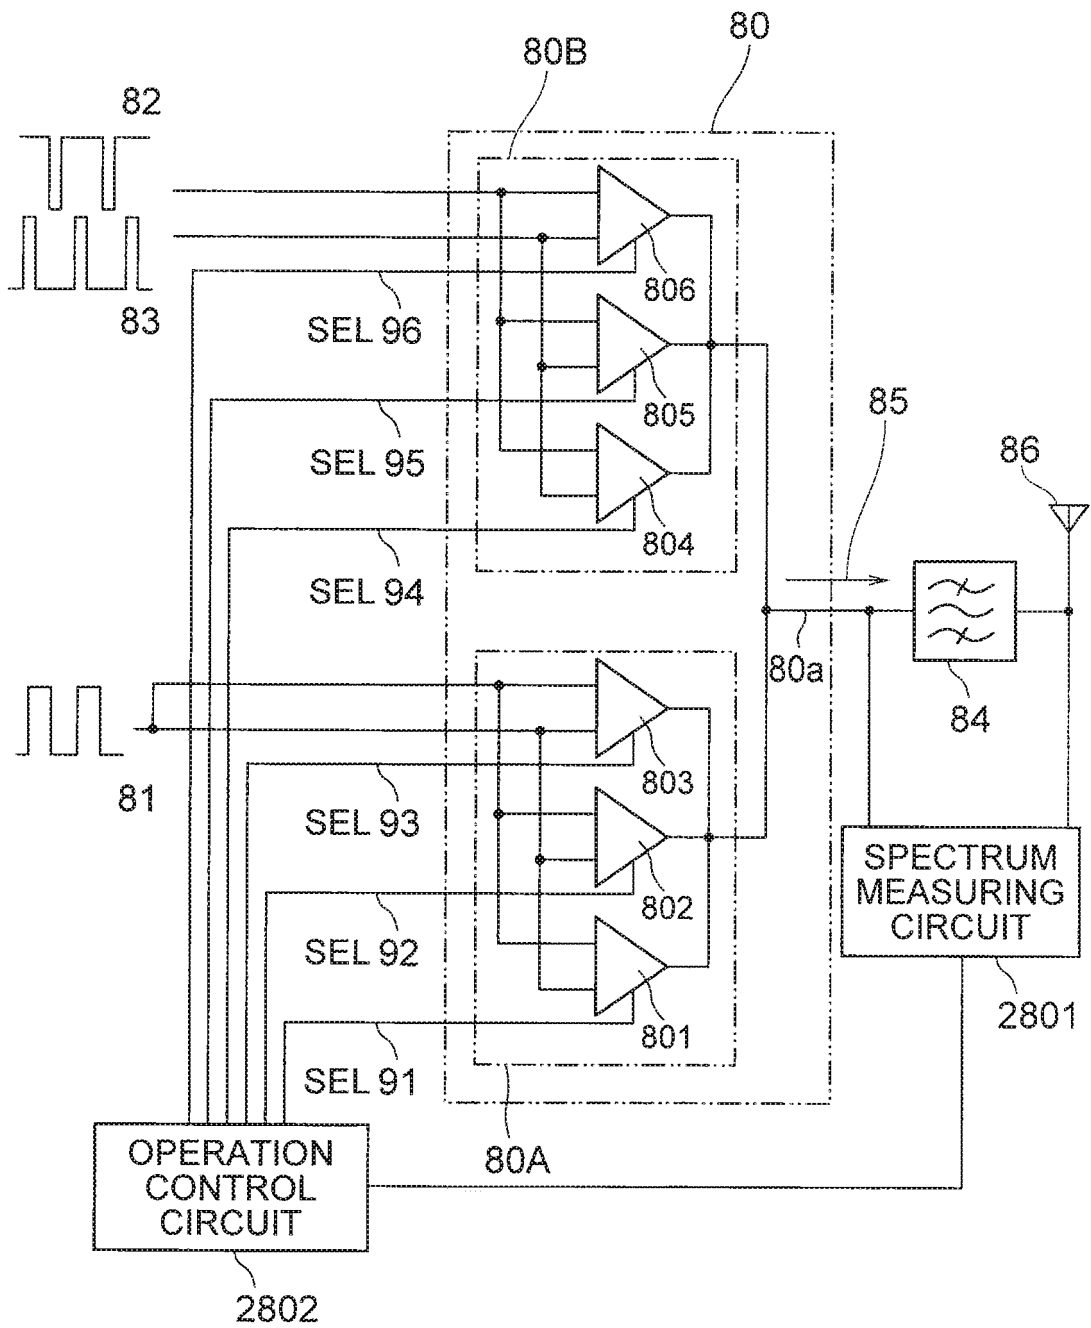 80
80B
82
83
806
SEL 96
805
SEL 95
85
86
804
SEL 94
80a
84
81
803
SEL 93
SPECTRUM
MEASURING
CIRCUIT
802
SEL 92
2801
801
SEL 91
80A
OPERATION
CONTROL
CIRCUIT
2802